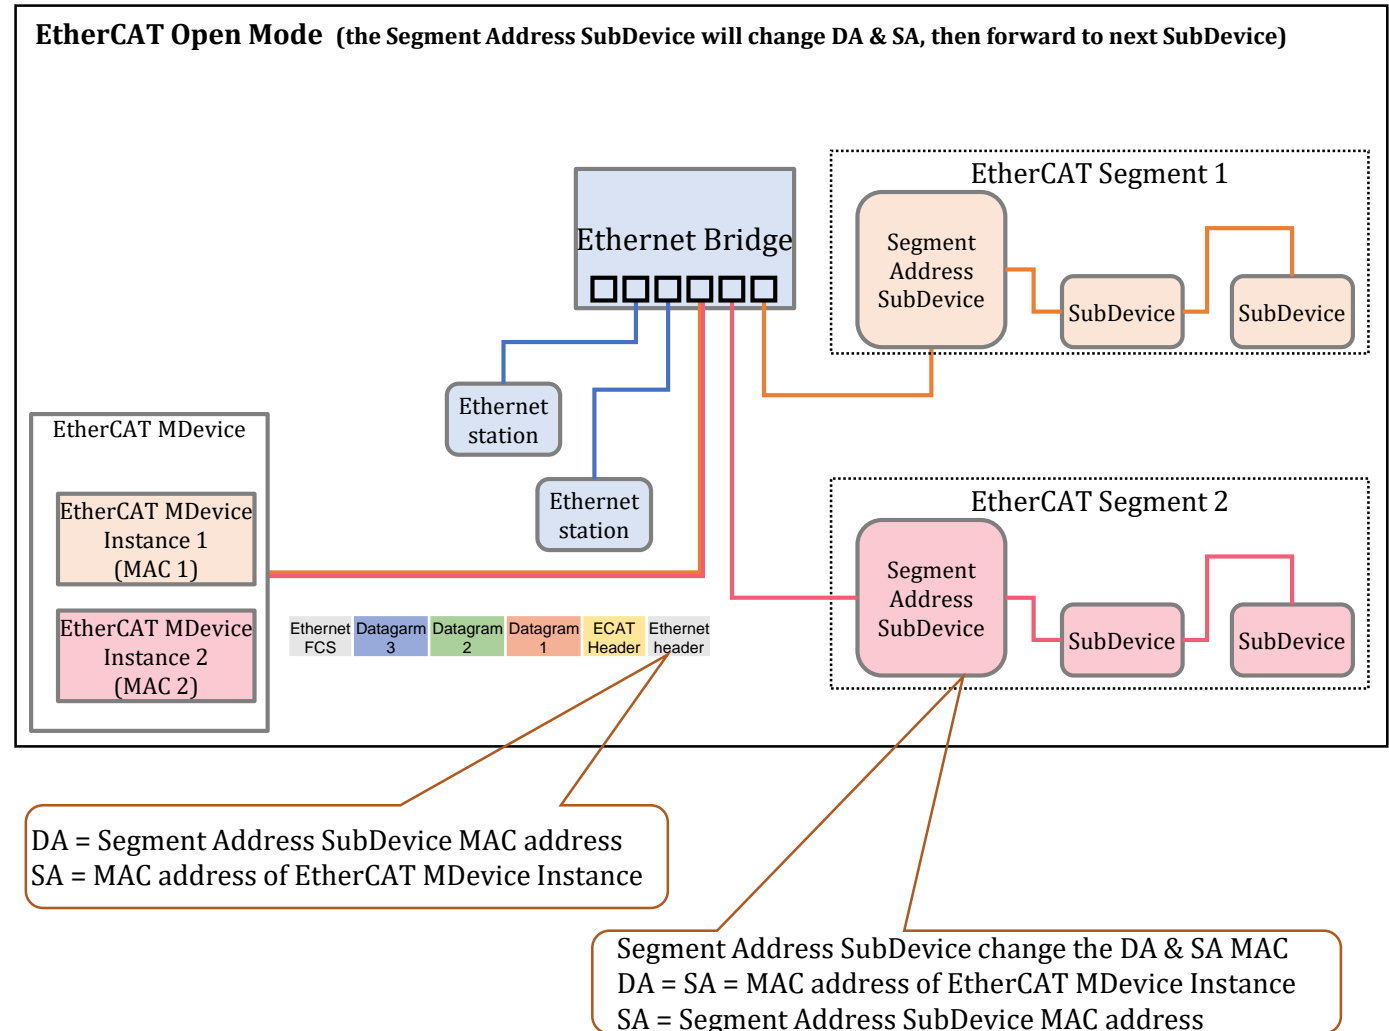 EtherCAT Open Mode (the Segment Address SubDevice will change DA & SA, then forward to next SubDevice)
EtherCAT Segment 1
Ethernet Bridge
Segment
Address
SubDevice
SubDevice
SubDevice
Ethernet
station
Ethernet
station
EtherCAT MDevice
EtherCAT MDevice
Instance 1
(MAC 1)
EtherCAT MDevice
Instance 2
(MAC 2)
EtherCAT Segment 2
Segment
Address
SubDevice
SubDevice
SubDevice
Ethernet
FCS
Datagarm
3
Datagram
2
Datagram
1
ECAT
Header
Ethernet
header
DA = Segment Address SubDevice MAC address
SA = MAC address of EtherCAT MDevice Instance
Segment Address SubDevice change the DA & SA MAC
DA = SA = MAC address of EtherCAT MDevice Instance
SA = Segment Address SubDevice MAC address